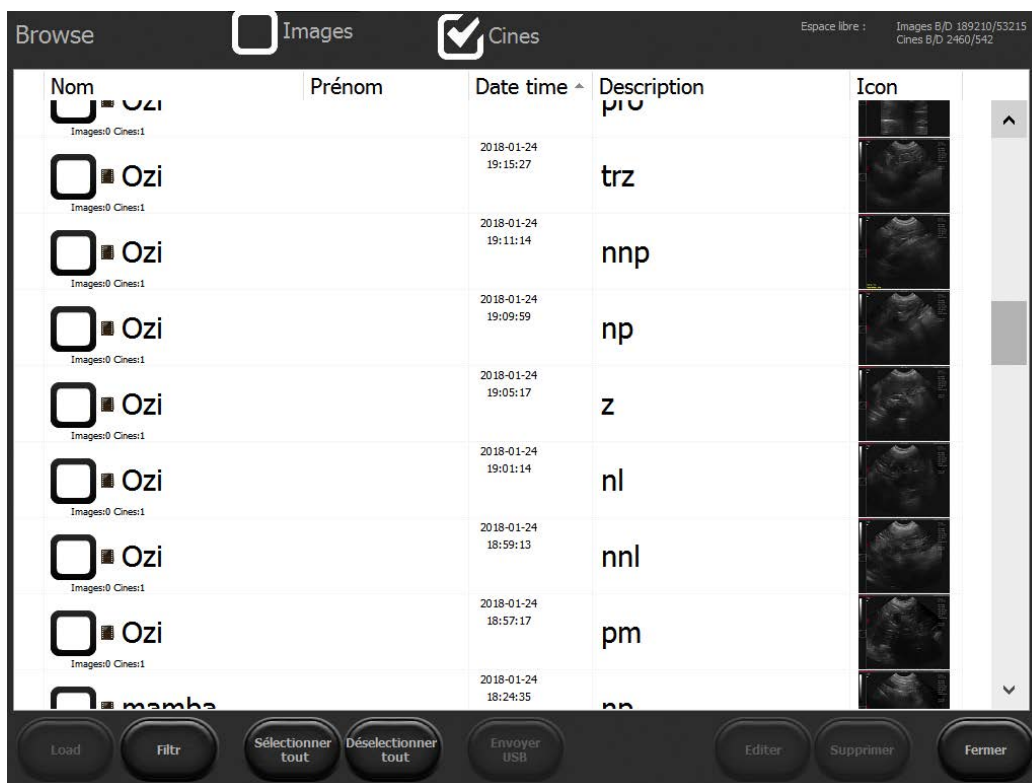 Browse
Images
Cines
Espace libre :
Images B/D 189210/53215
Cines B/D 2460/542
Nom Prénom Date time Description Icon
Ozi pro
Images:0 Cines:1
2018-01-24
19:15:27
Ozi trz
Images:0 Cines:1
2018-01-24
19:11:14
Ozi nnp
Images:0 Cines:1
2018-01-24
19:09:59
Ozi np
Images:0 Cines:1
2018-01-24
19:05:17
Ozi z
Images:0 Cines:1
2018-01-24
19:01:14
Ozi nl
Images:0 Cines:1
2018-01-24
18:59:13
Ozi nnl
Images:0 Cines:1
2018-01-24
18:57:17
Ozi pm
Images:0 Cines:1
2018-01-24
18:24:35
mamba np
Load
Filtr
Sélectionner
tout
Déselectionner
tout
Envoyer
USB
Editer
Supprimer
Fermer